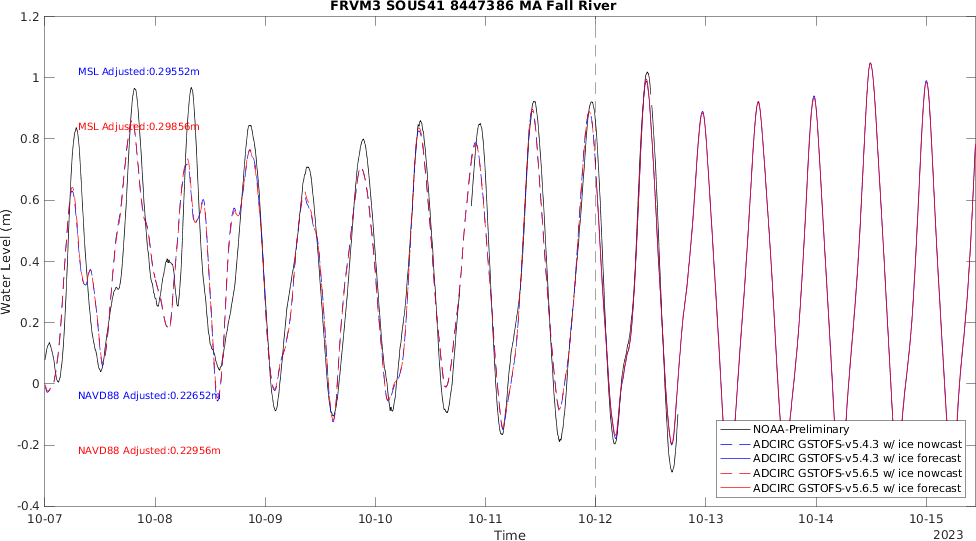 FRVM3 SOUS41 8447386 MA Fall River
1.2
1
0.8
0.6
0.4
0.2
0
-0.2
-0.4
Water Level (m)
MSL Adjusted:0.29552m
MSL Adjusted:0.29856m
NAVD88 Adjusted:0.22652m
NAVD88 Adjusted:0.22956m
NOAA-Preliminary
ADCIRC GSTOFS-v5.4.3 w/ ice nowcast
ADCIRC GSTOFS-v5.4.3 w/ ice forecast
ADCIRC GSTOFS-v5.6.5 w/ ice nowcast
ADCIRC GSTOFS-v5.6.5 w/ ice forecast
10-07 10-08 10-09 10-10 10-11 10-12 10-13 10-14 10-15
Time
2023